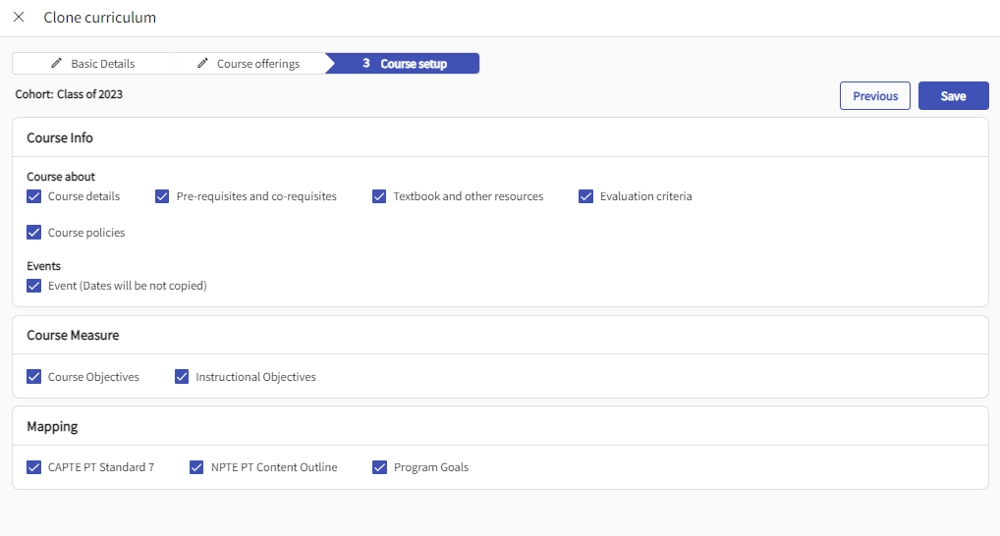 Clone curriculum
Basic Details
Course offerings
3 Course setup
Cohort: Class of 2023
Previous
Save
Course Info
Course about
Course details
Pre-requisites and co-requisites
Textbook and other resources
Evaluation criteria
Course policies
Events
Event (Dates will be not copied)
Course Measure
Course Objectives
Instructional Objectives
Mapping
CAPTE PT Standard 7
NPTE PT Content Outline
Program Goals